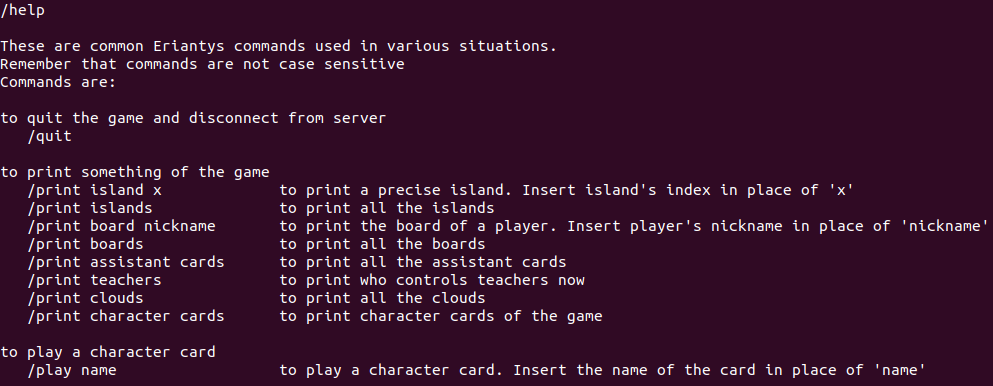 /help
These are common Eriantys commands used in various situations.
Remember that commands are not case sensitive
Commands are:
to quit the game and disconnect from server
/quit
to print something of the game
/print island x to print a precise island. Insert island's index in place of 'x'
/print islands to print all the islands
/print board nickname to print the board of a player. Insert player's nickname in place of 'nickname'
/print boards to print all the boards
/print assistant cards to print all the assistant cards
/print teachers to print who controls teachers now
/print clouds to print all the clouds
/print character cards to print character cards of the game
to play a character card
/play name to play a character card. Insert the name of the card in place of 'name'